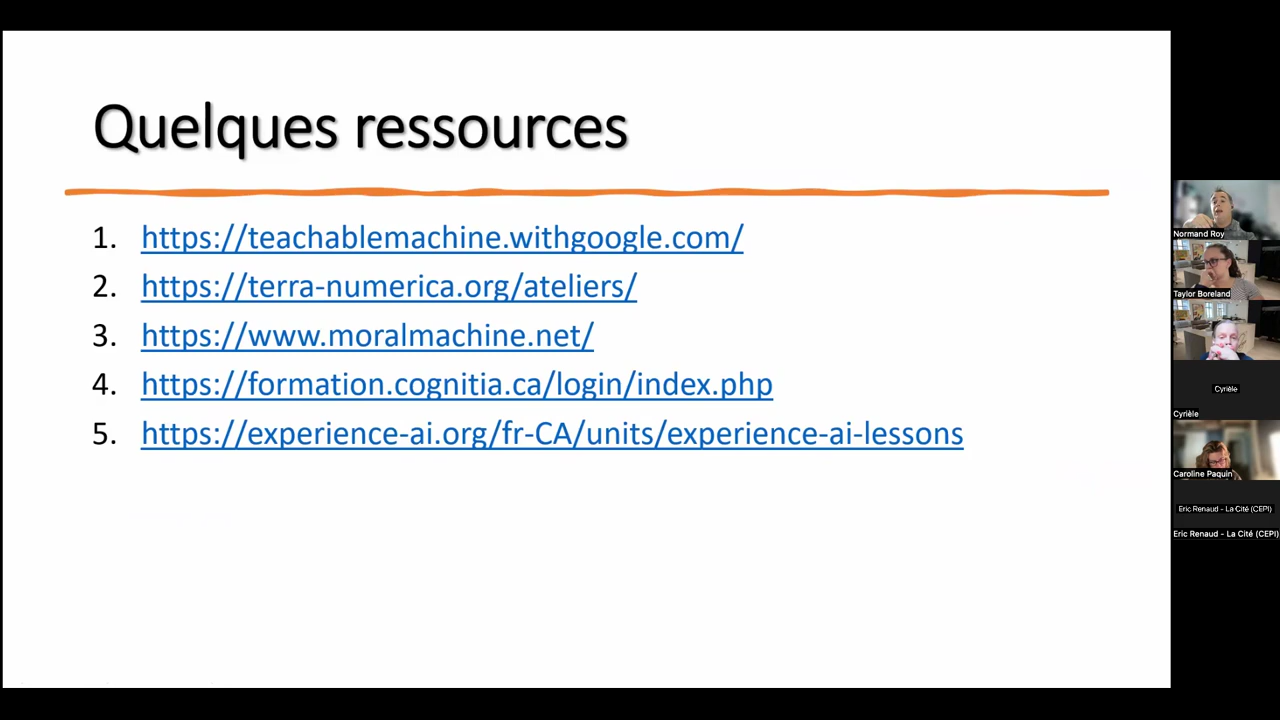 Quelques ressources
1. https://teachablemachine.withgoogle.com/
2. https://terra-numerica.org/ateliers/
3. https://www.moralmachine.net/
4. https://formation.cognitia.ca/login/index.php
5. https://experience-ai.org/fr-CA/units/experience-ai-lessons
Normand Roy
Taylor Boreland
Cyrièle
Cyrièle
Caroline Paquin
Eric Renaud - La Cité (CEPI)
Eric Renaud - La Cité (CEPI)